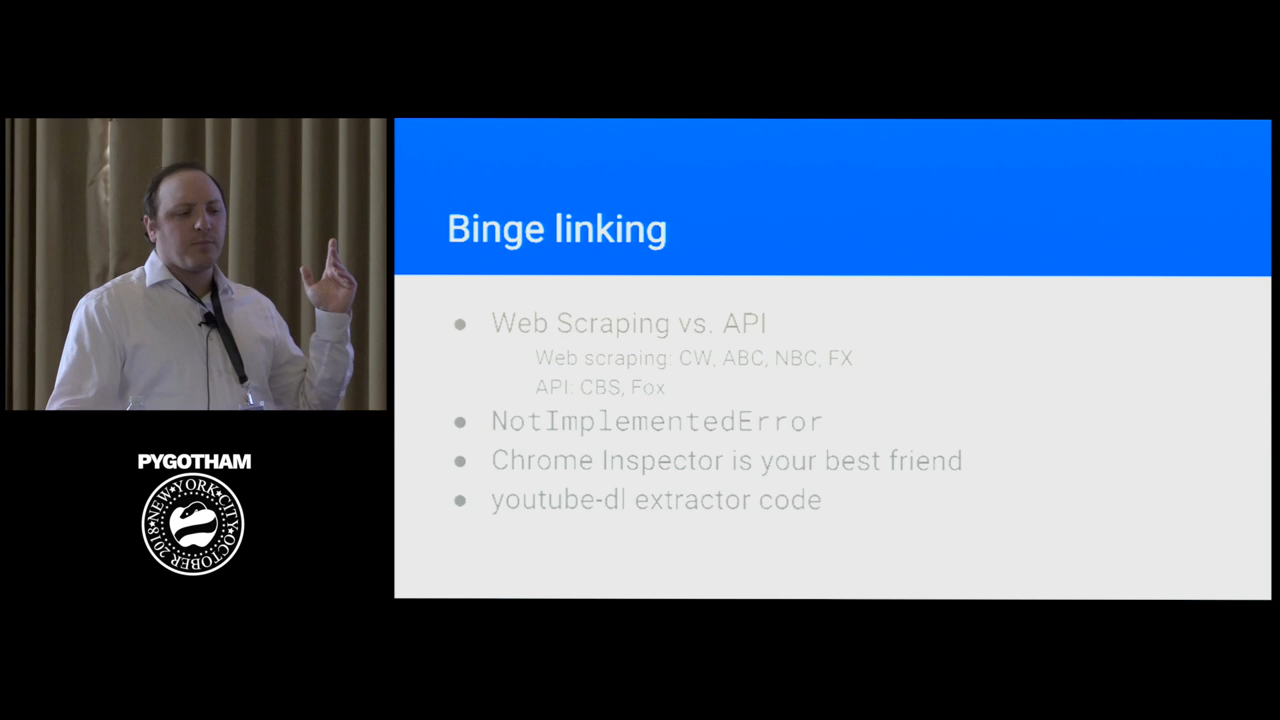 Binge linking
Web Scraping vs. API
Web scraping: CW, ABC, NBC, FX
API: CBS, Fox
NotImplementedError
Chrome Inspector is your best friend
youtube-dl extractor code
PYGOTHAM
NEW★YORK★CITY
OCTOBER 2018